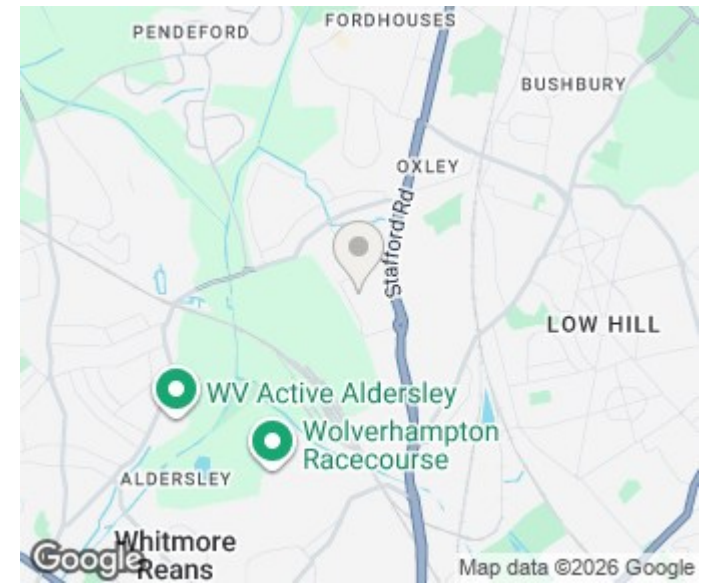 FORDHOUSES
PENDEFORD
BUSHBURY
OXLEY
Stafford Rd
LOW HILL
WV Active Aldersley
Wolverhampton
Racecourse
ALDERSLEY
Whitmore
Reans
Google
Map data ©2026 Google